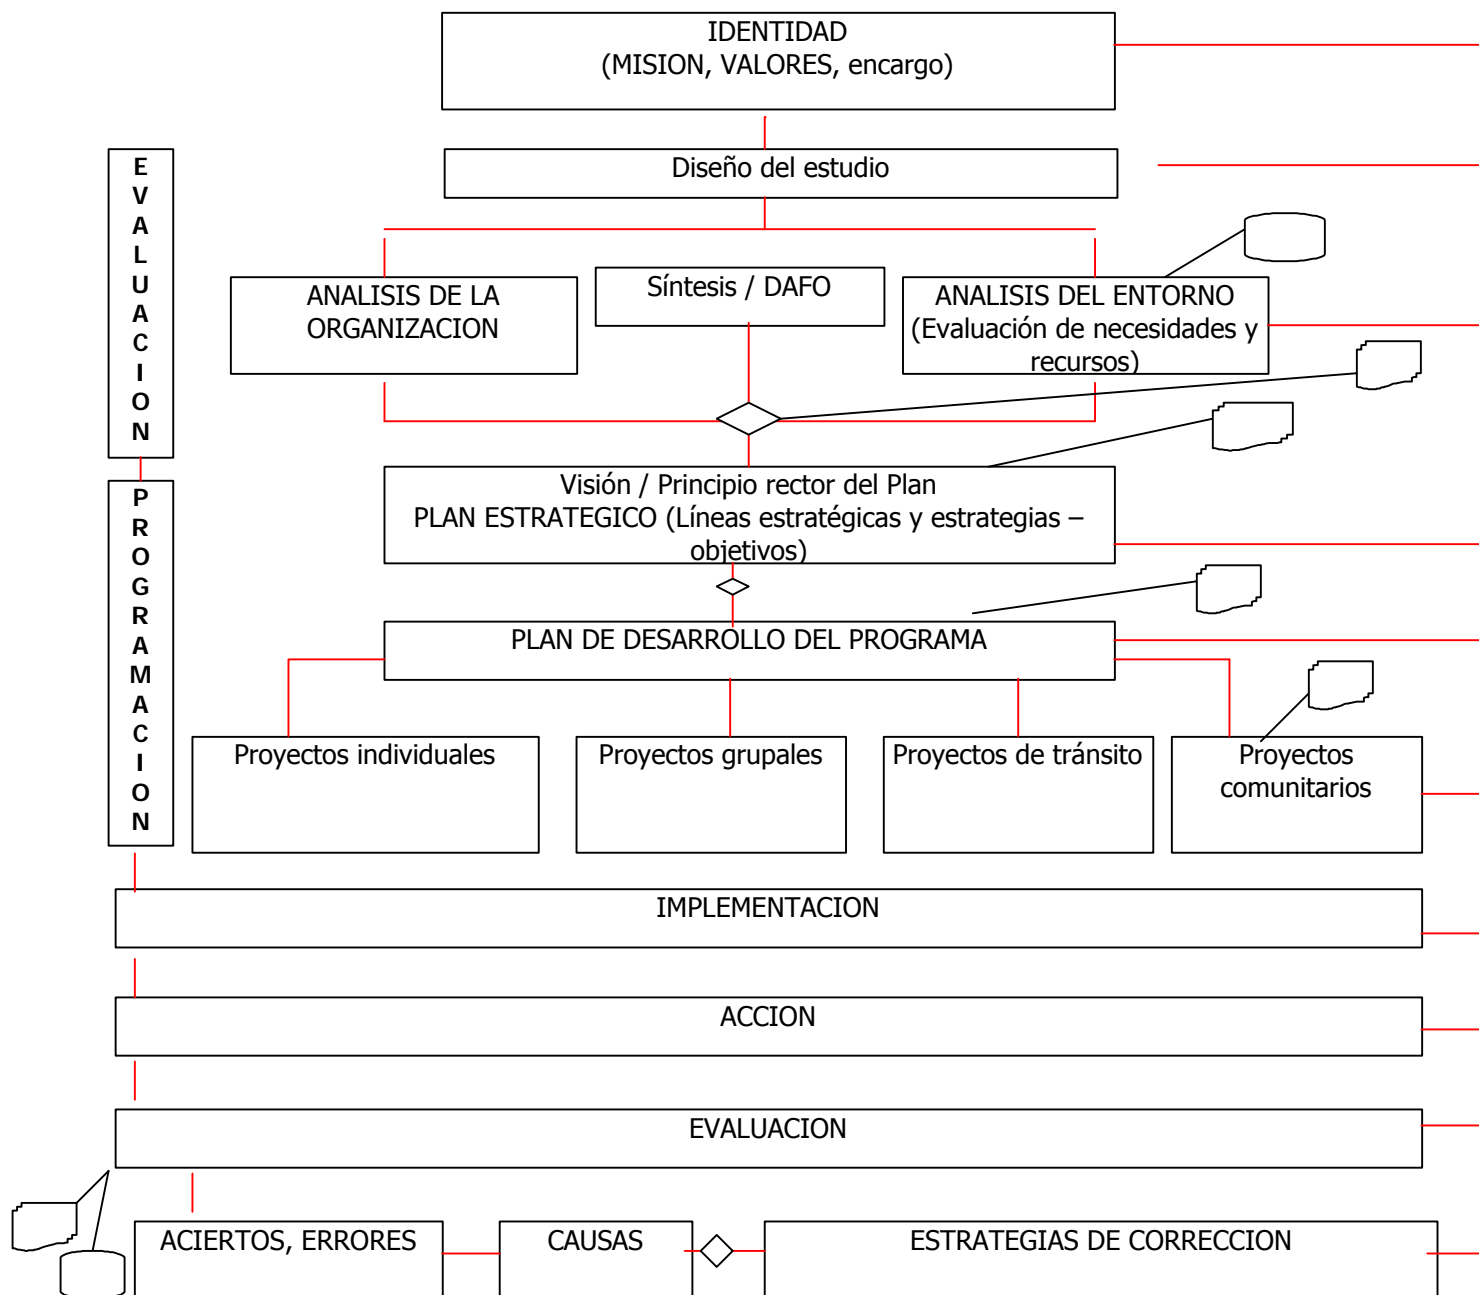 IDENTIDAD
(MISION, VALORES, encargo)
EVALUACION
Diseño del estudio
ANALISIS DE LA
ORGANIZACION
Síntesis / DAFO
ANALISIS DEL ENTORNO
(Evaluación de necesidades y
recursos)
PROGRAMACION
Visión / Principio rector del Plan
PLAN ESTRATEGICO (Líneas estratégicas y estrategias –
objetivos)
PLAN DE DESARROLLO DEL PROGRAMA
Proyectos individuales
Proyectos grupales
Proyectos de tránsito
Proyectos
comunitarios
IMPLEMENTACION
ACCION
EVALUACION
ACIERTOS, ERRORES
CAUSAS
ESTRATEGIAS DE CORRECCION